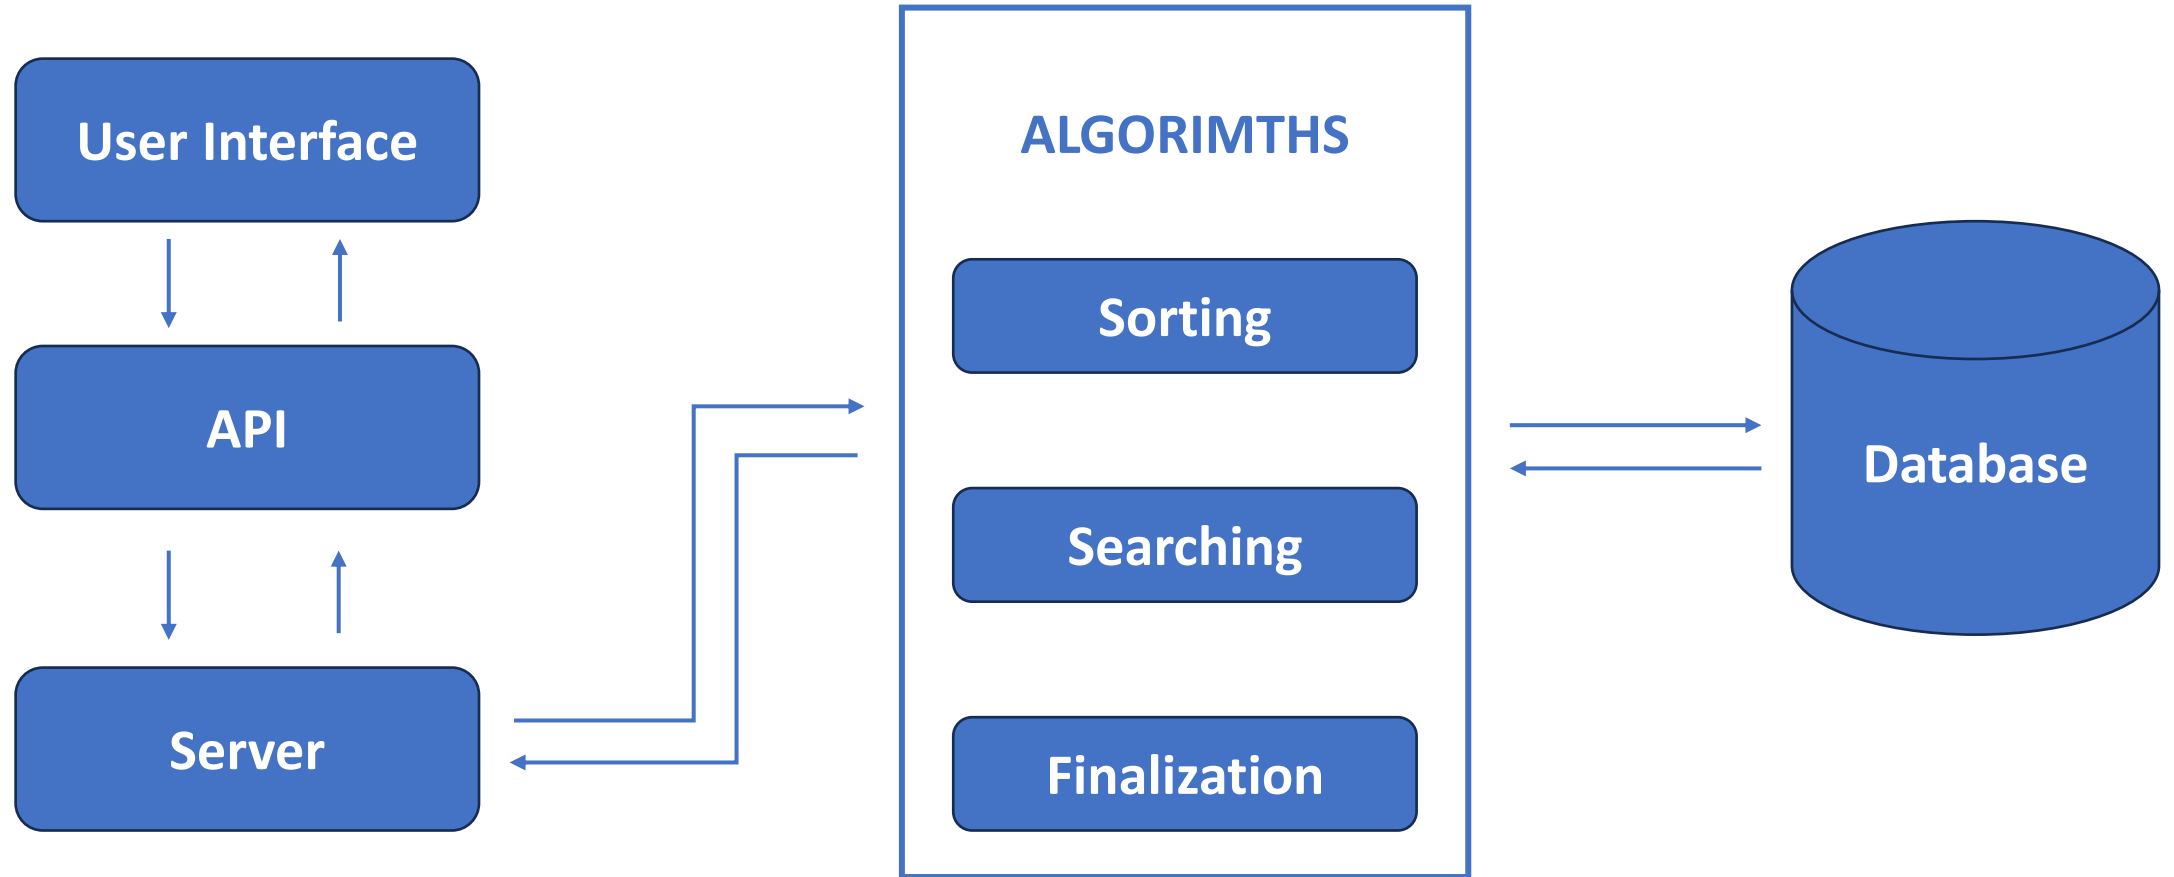 User Interface
API
Server
ALGORIMTHS
Sorting
Searching
Finalization
Database